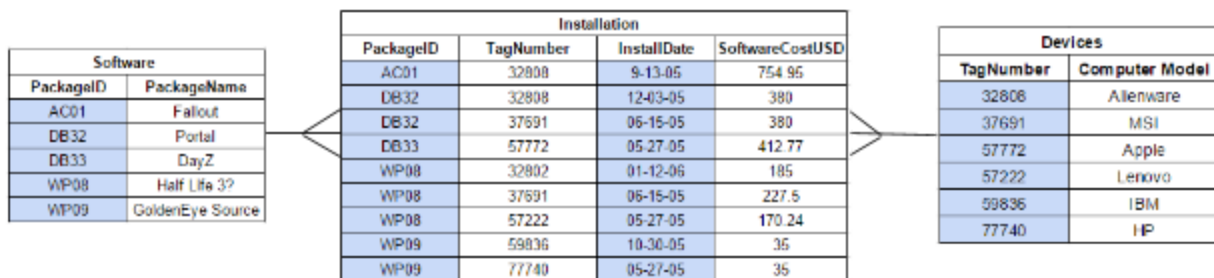 Software
PackageID PackageName
AC01 Fallout
DB32 Portal
DB33 DayZ
WP08 Half Life 3?
WP09 GoldenEye Source
Installation
PackageID TagNumber InstallDate SoftwareCostUSD
AC01 32808 9-13-05 754.95
DB32 32808 12-03-05 380
DB32 37691 06-15-05 380
DB33 57772 05-27-05 412.77
WP08 32802 01-12-06 185
WP08 37691 06-15-05 227.5
WP08 57222 05-27-05 170.24
WP09 59836 10-30-05 35
WP09 77740 05-27-05 35
Devices
TagNumber Computer Model
32808 Alienware
37691 MSI
57772 Apple
57222 Lenovo
59836 IBM
77740 HP